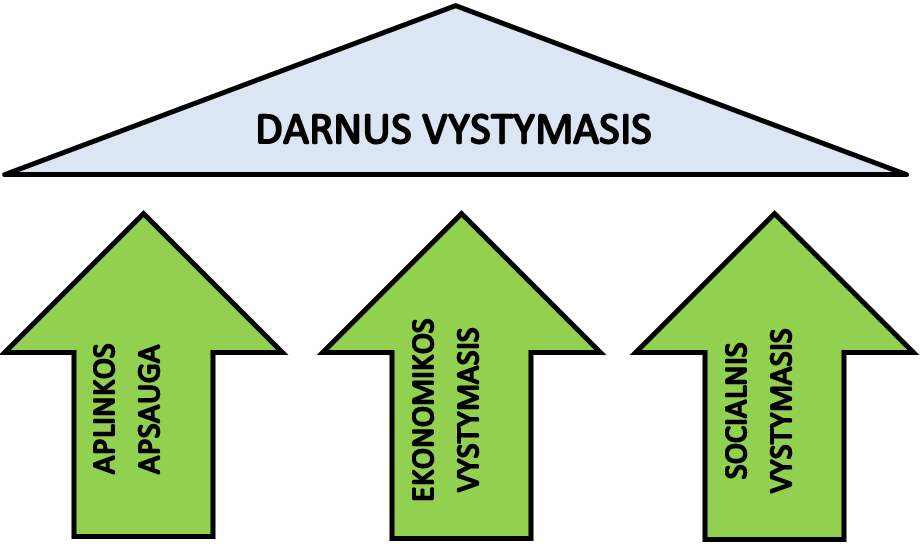 DARNUS VYSTYMASIS
APLINKOS
APSAUGA
EKONOMIKOS
VYSTYMASIS
SOCIALNIS
VYSTYMASIS